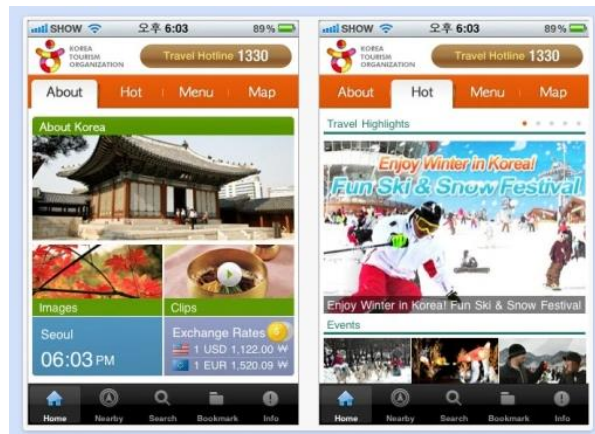 SHOW 오후 6:03 89%
KOREA
TOURISM
ORGANIZATION
Travel Hotline 1330
About Hot Menu Map
About Korea
Images Clips
Seoul
06:03 PM
Exchange Rates
1 USD 1,122.00 ₩
1 EUR 1,520.09 ₩
Home Nearby Search Bookmark Info
SHOW 오후 6:03 89%
KOREA
TOURISM
ORGANIZATION
Travel Hotline 1330
About Hot Menu Map
Travel Highlights
Enjoy Winter in Korea!
Fun Ski & Snow Festival
Enjoy Winter in Korea! Fun Ski & Snow Festival
Events
Home Nearby Search Bookmark Info